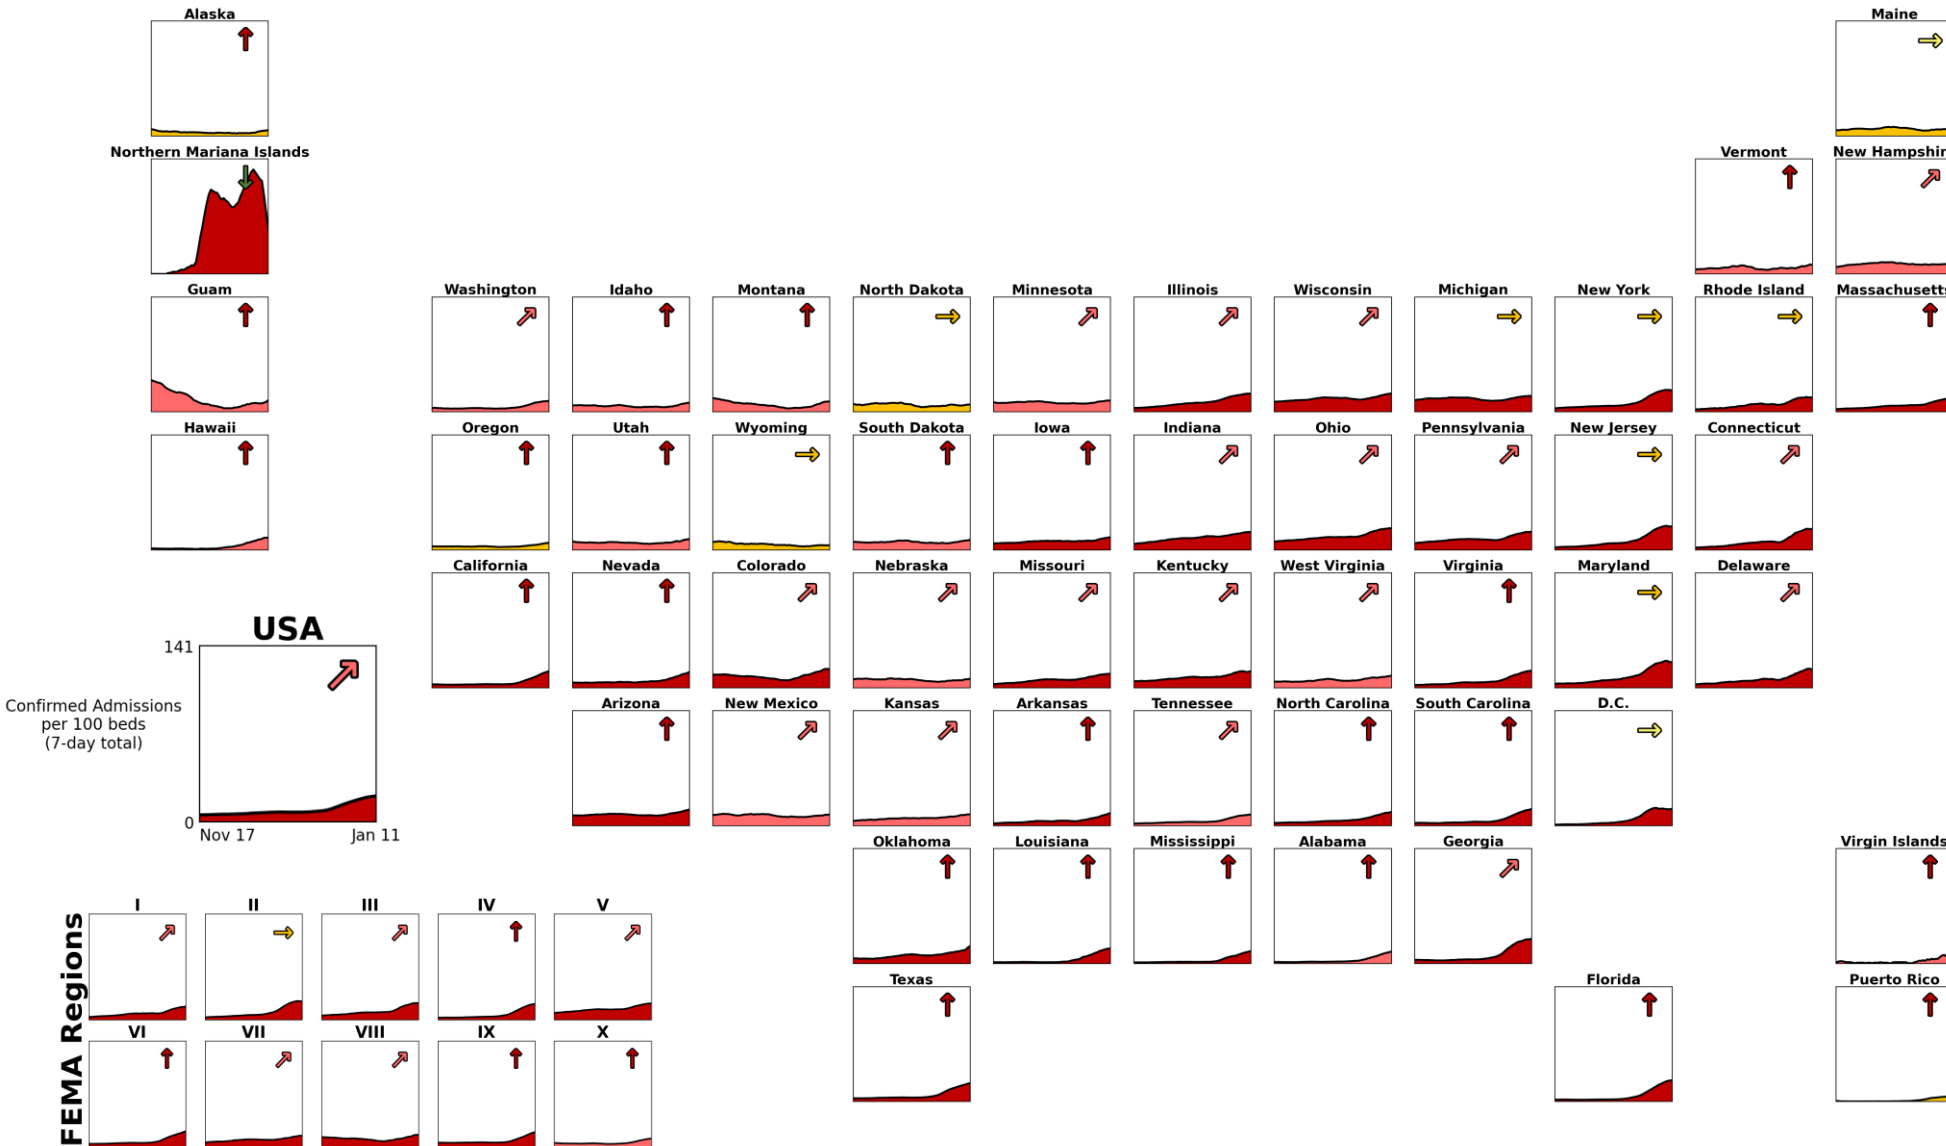 Alaska
Maine
Northern Mariana Islands
Vermont
New Hampshir
Guam
Washington
Idaho
Montana
North Dakota
Minnesota
Illinois
Wisconsin
Michigan
New York
Rhode Island
Massachusetts
Hawaii
Oregon
Utah
Wyoming
South Dakota
Iowa
Indiana
Ohio
Pennsylvania
New Jersey
Connecticut
California
Nevada
Colorado
Nebraska
Missouri
Kentucky
West Virginia
Virginia
Maryland
Delaware
USA
141
Confirmed Admissions
per 100 beds
(7-day total)
0
Nov 17
Jan 11
Arizona
New Mexico
Kansas
Arkansas
Tennessee
North Carolina
South Carolina
D.C.
Oklahoma
Louisiana
Mississippi
Alabama
Georgia
Virgin Islands
Texas
Florida
Puerto Rico
FEMA Regions
I
II
III
IV
V
VI
VII
VIII
IX
X